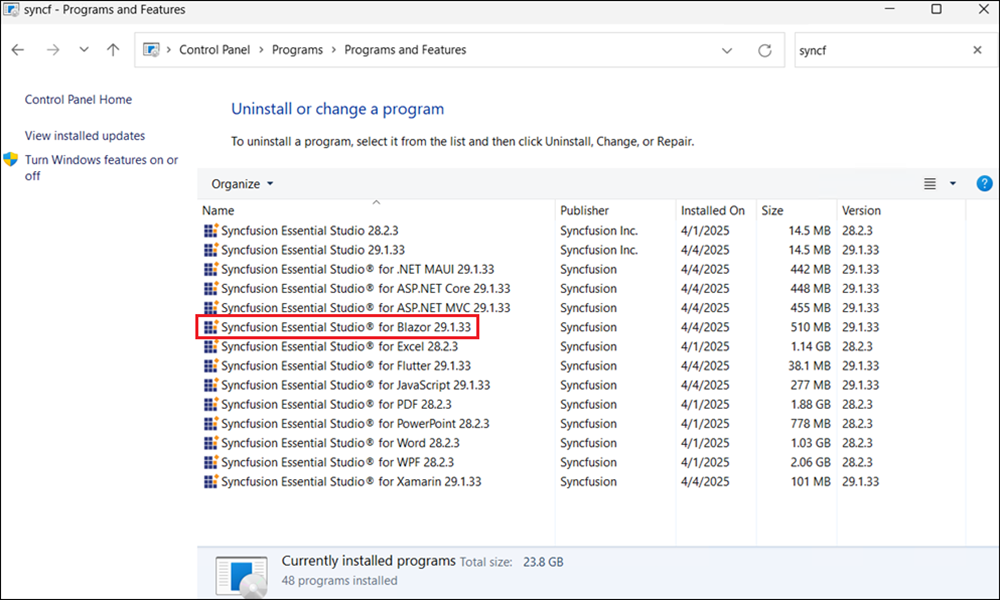 syncf - Programs and Features
Control Panel > Programs > Programs and Features
syncf
Control Panel Home
View installed updates
Turn Windows features on or
off
Uninstall or change a program
To uninstall a program, select it from the list and then click Uninstall, Change, or Repair.
Organize
Name Publisher Installed On Size Version
Syncfusion Essential Studio 28.2.3 Syncfusion Inc. 4/1/2025 14.5 MB 28.2.3
Syncfusion Essential Studio 29.1.33 Syncfusion Inc. 4/4/2025 14.5 MB 29.1.33
Syncfusion Essential Studio® for .NET MAUI 29.1.33 Syncfusion 4/4/2025 442 MB 29.1.33
Syncfusion Essential Studio® for ASP.NET Core 29.1.33 Syncfusion 4/4/2025 448 MB 29.1.33
Syncfusion Essential Studio® for ASP.NET MVC 29.1.33 Syncfusion 4/4/2025 455 MB 29.1.33
Syncfusion Essential Studio® for Blazor 29.1.33 Syncfusion 4/4/2025 510 MB 29.1.33
Syncfusion Essential Studio® for Excel 28.2.3 Syncfusion 4/1/2025 1.14 GB 28.2.3
Syncfusion Essential Studio® for Flutter 29.1.33 Syncfusion 4/4/2025 38.1 MB 29.1.33
Syncfusion Essential Studio® for JavaScript 29.1.33 Syncfusion 4/4/2025 277 MB 29.1.33
Syncfusion Essential Studio® for PDF 28.2.3 Syncfusion 4/1/2025 1.88 GB 28.2.3
Syncfusion Essential Studio® for PowerPoint 28.2.3 Syncfusion 4/1/2025 778 MB 28.2.3
Syncfusion Essential Studio® for Word 28.2.3 Syncfusion 4/1/2025 1.03 GB 28.2.3
Syncfusion Essential Studio® for WPF 28.2.3 Syncfusion 4/1/2025 2.06 GB 28.2.3
Syncfusion Essential Studio® for Xamarin 29.1.33 Syncfusion 4/4/2025 101 MB 29.1.33
Currently installed programs Total size: 23.8 GB
48 programs installed